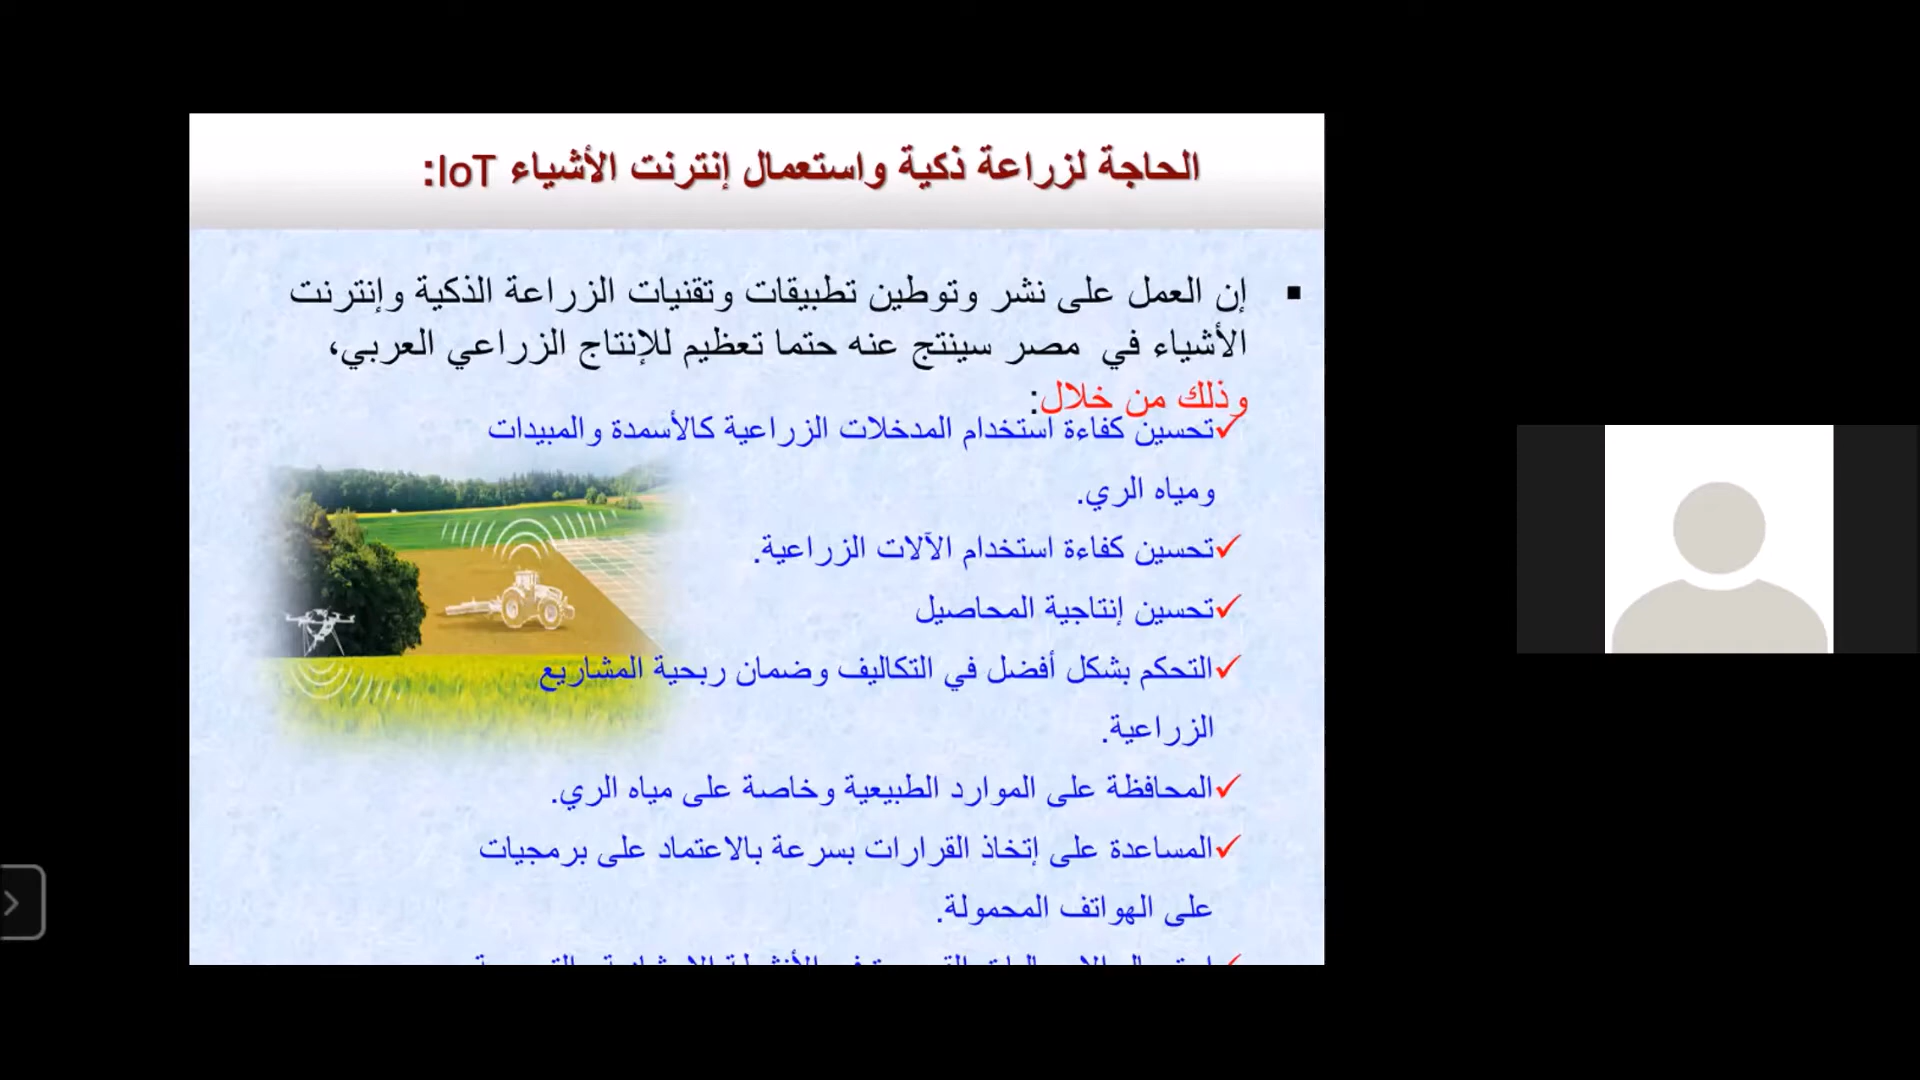 الحاجة لزراعة ذكية واستعمال إنترنت الأشياء IoT:
▪ إن العمل على نشر وتوطين تطبيقات وتقنيات الزراعة الذكية وإنترنت
الأشياء في مصر سينتج عنه حتما تعظيم للإنتاج الزراعي العربي،
وذلك من خلال:
✓تحسين كفاءة استخدام المدخلات الزراعية كالأسمدة والمبيدات
ومياه الري.
✓تحسين كفاءة استخدام الآلات الزراعية.
✓تحسين إنتاجية المحاصيل
✓التحكم بشكل أفضل في التكاليف وضمان ربحية المشاريع
الزراعية.
✓المحافظة على الموارد الطبيعية وخاصة على مياه الري.
✓المساعدة على إتخاذ القرارات بسرعة بالاعتماد على برمجيات
على الهواتف المحمولة.